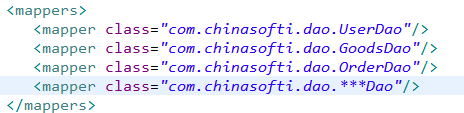 <mappers>
<mapper class="com.chinasofti.dao.UserDao"/>
<mapper class="com.chinasofti.dao.GoodsDao"/>
<mapper class="com.chinasofti.dao.OrderDao"/>
<mapper class="com.chinasofti.dao.***Dao"/>
</mappers>